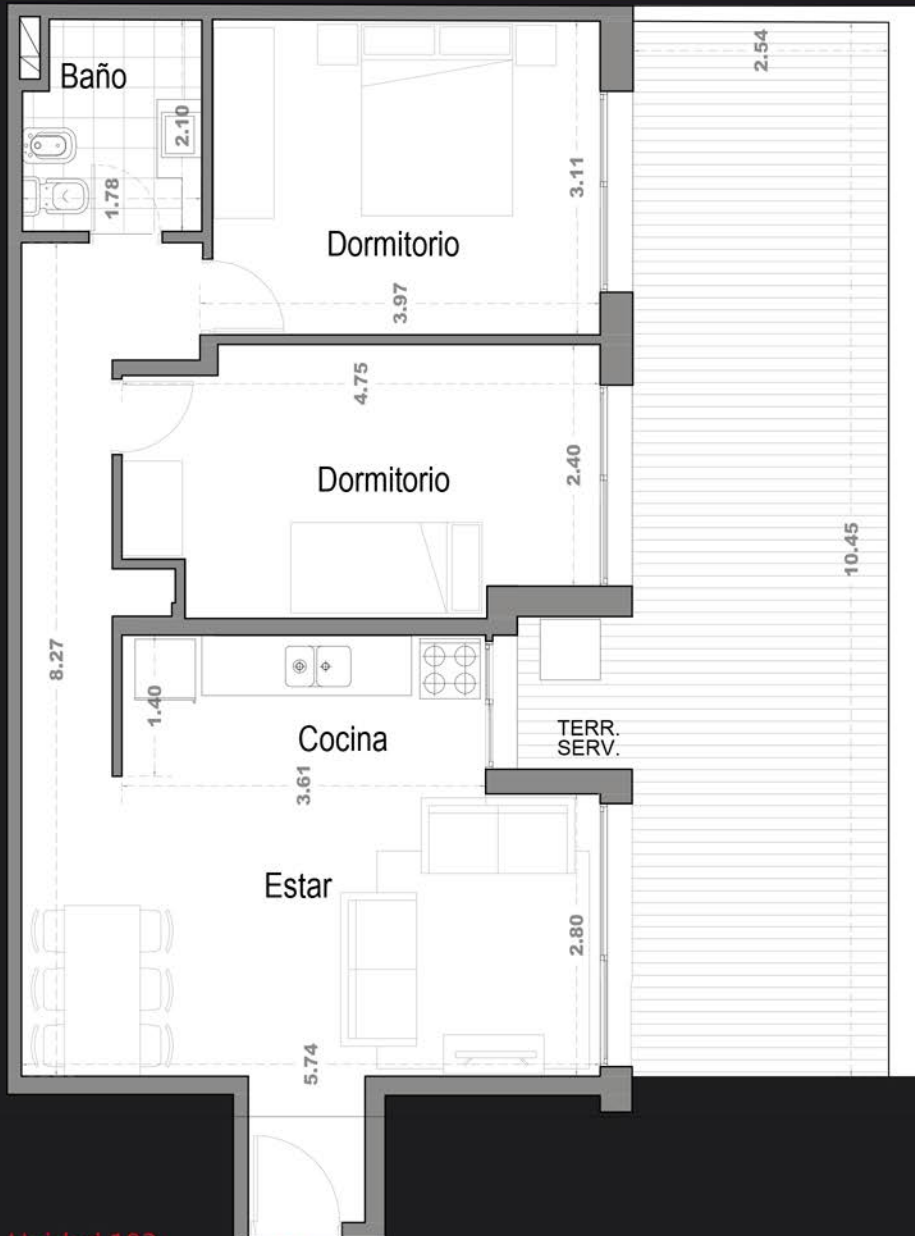 Baño
2.10
1.78
Dormitorio
3.11
3.97
2.54
4.75
Dormitorio
2.40
10.45
8.27
1.40
Cocina
3.61
TERR.
SERV.
Estar
2.80
5.74